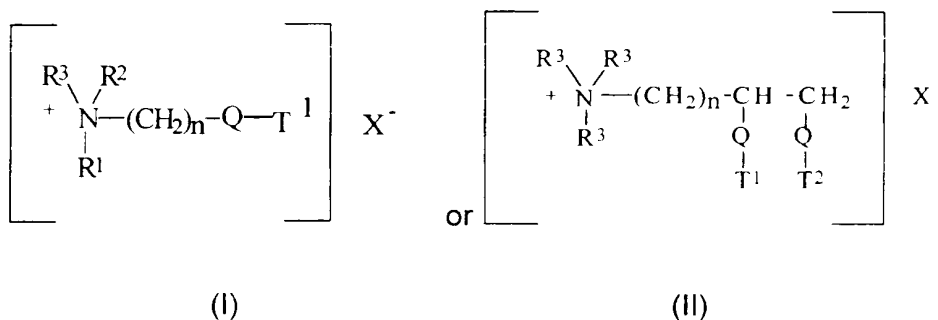 R3 R2
+ N—(CH2)n—Q—T1 X-
R1
or
R3 R3
+ N—(CH2)n—CH—CH2 X
R3 Q Q
T1 T2
(I) (II)